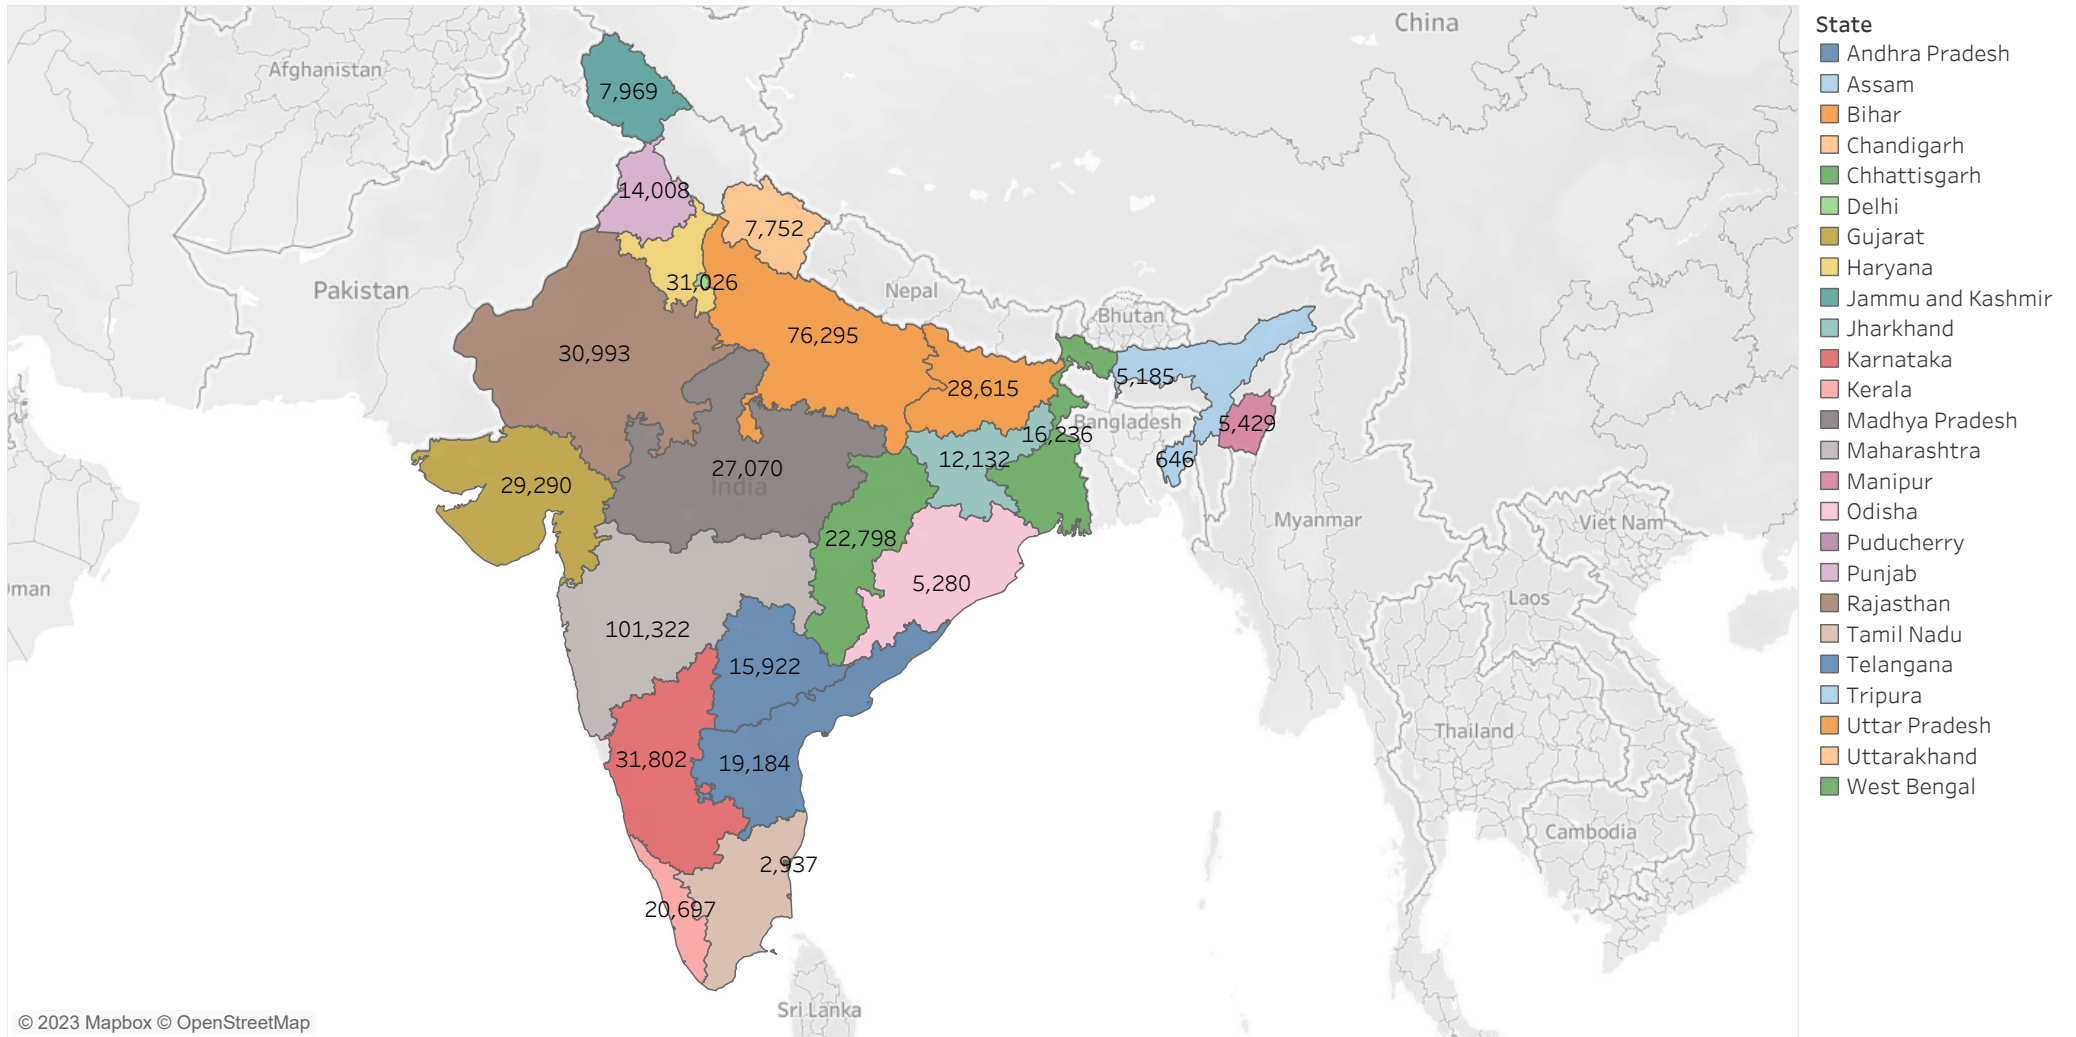 China
Afghanistan
7,969
14,008
7,752
31,026
Pakistan
Nepal
Bhutan
76,295
30,993
5,185
28,615
Bangladesh
5,429
16,236
12,132
646
27,070
India
29,290
Myanmar
Viet Nam
22,798
5,280
Oman
Laos
101,322
15,922
Thailand
31,802
19,184
Cambodia
2,937
20,697
Sri Lanka
© 2023 Mapbox © OpenStreetMap
State
Andhra Pradesh
Assam
Bihar
Chandigarh
Chhattisgarh
Delhi
Gujarat
Haryana
Jammu and Kashmir
Jharkhand
Karnataka
Kerala
Madhya Pradesh
Maharashtra
Manipur
Odisha
Puducherry
Punjab
Rajasthan
Tamil Nadu
Telangana
Tripura
Uttar Pradesh
Uttarakhand
West Bengal